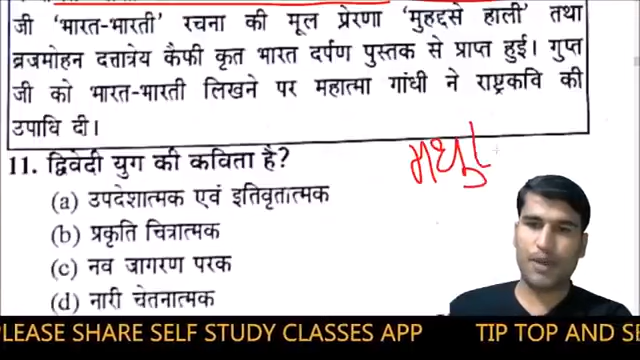 जी 'भारत-भारती' रचना की मूल प्रेरणा 'मुहद्दसे हाली' तथा
ब्रजमोहन दत्तात्रेय कैफी कृत भारत दर्पण पुस्तक से प्राप्त हुई। गुप्त
जी को भारत-भारती लिखने पर महात्मा गांधी ने राष्ट्रकवि की
उपाधि दी।
11. द्विवेदी युग की कविता है?
(a) उपदेशात्मक एवं इतिवृतात्मक
(b) प्रकृति चित्रात्मक
(c) नव जागरण परक
(d) नारी चेतनात्मक
PLEASE SHARE SELF STUDY CLASSES APP TIP TOP AND SE